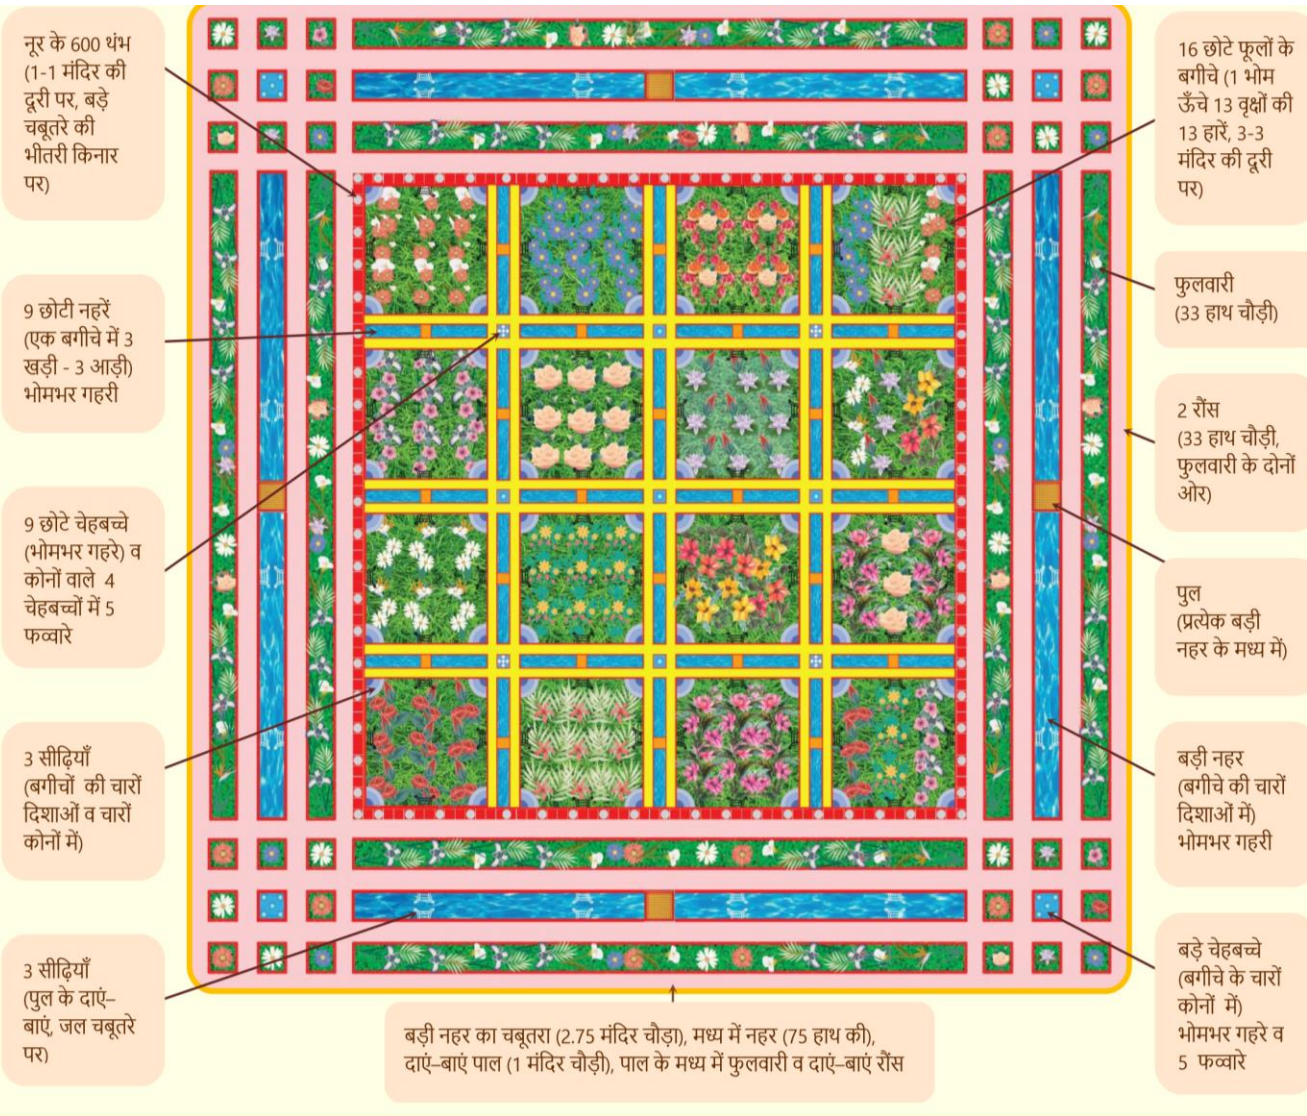 नूर के 600 थंभ
(1-1 मंदिर की
दूरी पर, बड़े
चबूतरे की
भीतरी किनार
पर)
9 छोटी नहरें
(एक बगीचे में 3
खड़ी - 3 आड़ी)
भोमभर गहरी
9 छोटे चेहबच्चे
(भोमभर गहरे) व
कोनों वाले 4
चेहबच्चों में 5
फव्वारे
3 सीढ़ियाँ
(बगीचों की चारों
दिशाओं व चारों
कोनों में)
3 सीढ़ियाँ
(पुल के दाएं–
बाएं, जल चबूतरे
पर)
16 छोटे फूलों के
बगीचे (1 भोम
ऊँचे 13 वृक्षों की
13 हारें, 3-3
मंदिर की दूरी
पर)
फुलवारी
(33 हाथ चौड़ी)
2 रौंस
(33 हाथ चौड़ी,
फुलवारी के दोनों
ओर)
पुल
(प्रत्येक बड़ी
नहर के मध्य में)
बड़ी नहर
(बगीचे की चारों
दिशाओं में)
भोमभर गहरी
बड़े चेहबच्चे
(बगीचे के चारों
कोनों में)
भोमभर गहरे व
5 फव्वारे
बड़ी नहर का चबूतरा (2.75 मंदिर चौड़ा), मध्य में नहर (75 हाथ की),
दाएं–बाएं पाल (1 मंदिर चौड़ी), पाल के मध्य में फुलवारी व दाएं–बाएं रौंस